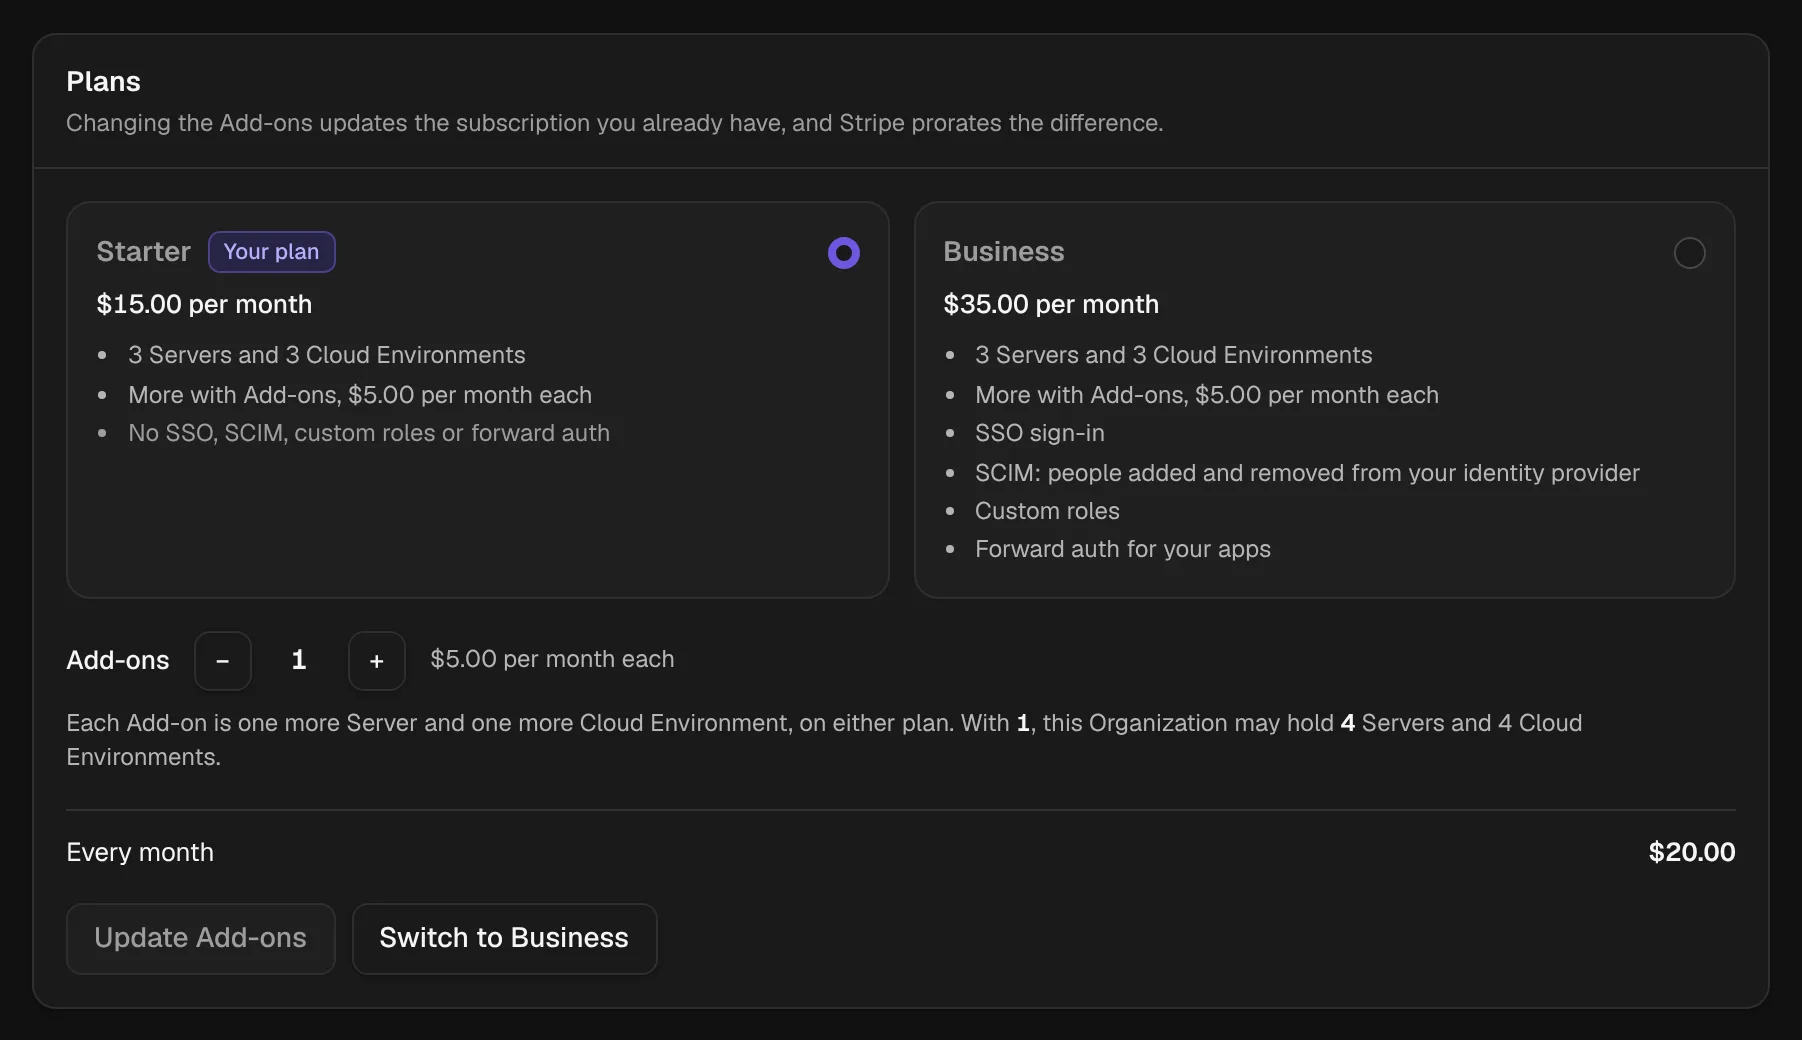 Plans
Changing the Add-ons updates the subscription you already have, and Stripe prorates the difference.
Starter
Your plan
$15.00 per month
3 Servers and 3 Cloud Environments
More with Add-ons, $5.00 per month each
No SSO, SCIM, custom roles or forward auth
Business
$35.00 per month
3 Servers and 3 Cloud Environments
More with Add-ons, $5.00 per month each
SSO sign-in
SCIM: people added and removed from your identity provider
Custom roles
Forward auth for your apps
Add-ons − 1 + $5.00 per month each
Each Add-on is one more Server and one more Cloud Environment, on either plan. With 1, this Organization may hold 4 Servers and 4 Cloud
Environments.
Every month $20.00
Update Add-ons
Switch to Business